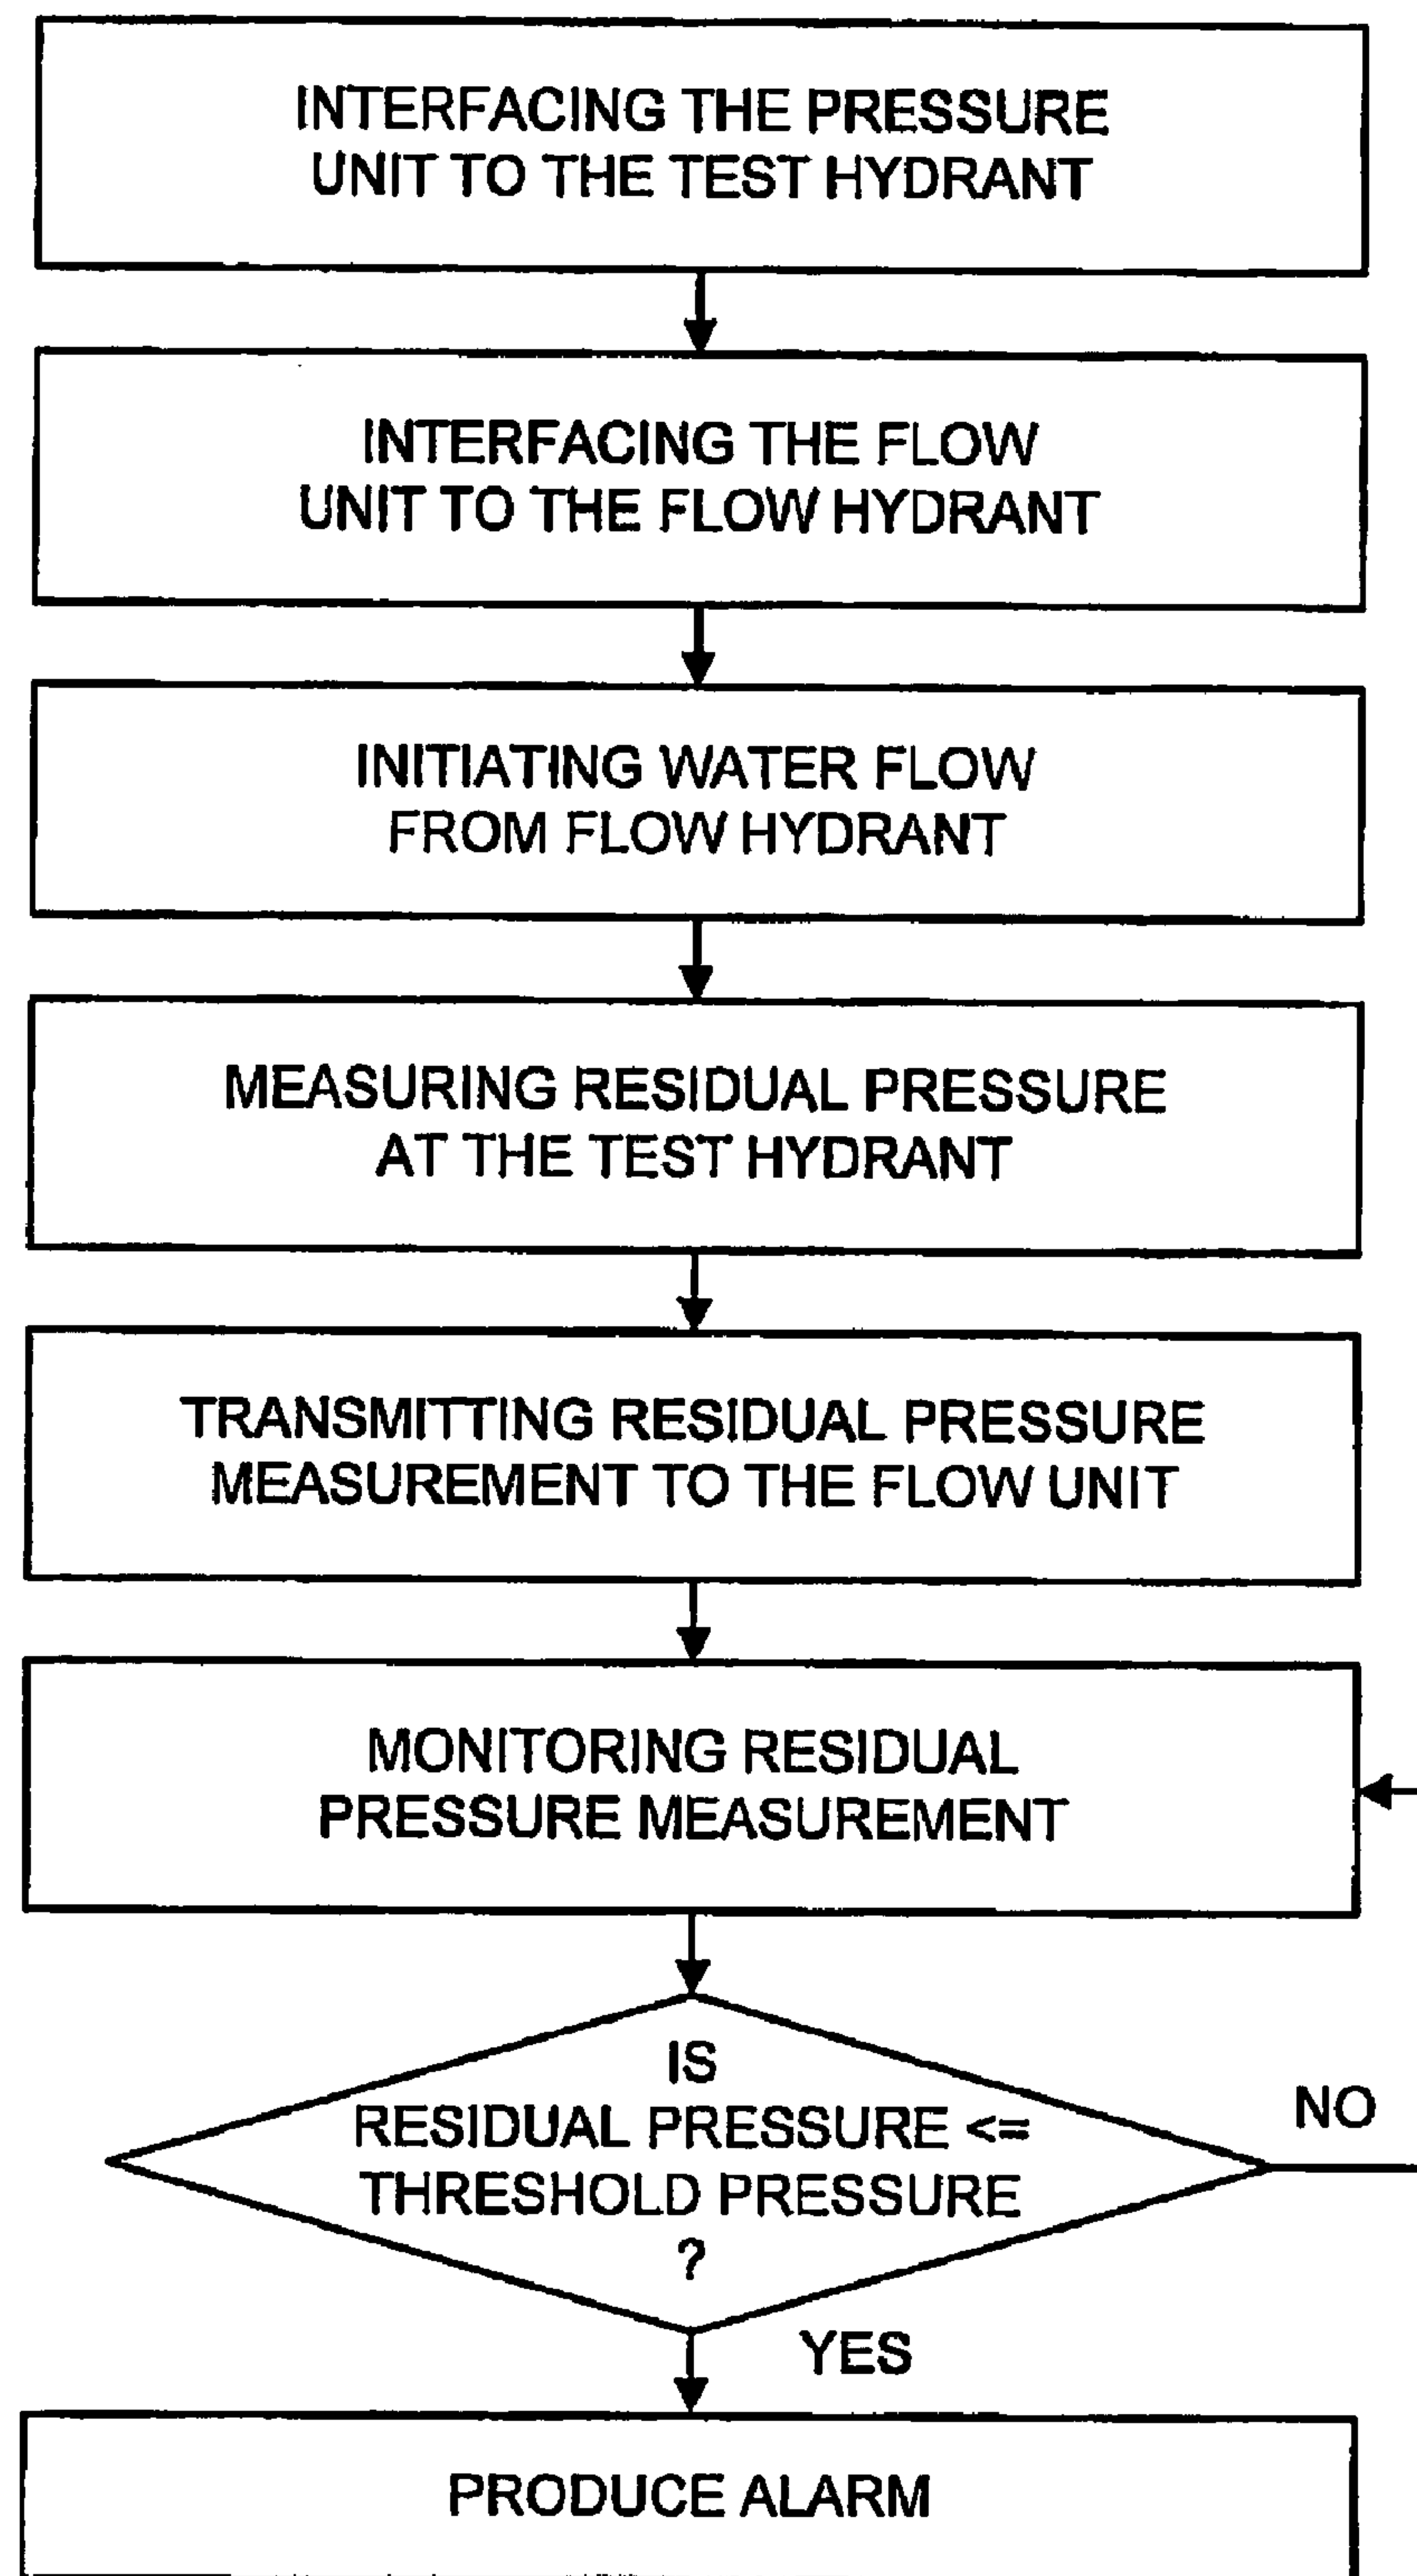 INTERFACING THE PRESSURE
UNIT TO THE TEST HYDRANT
INTERFACING THE FLOW
UNIT TO THE FLOW HYDRANT
INITIATING WATER FLOW
FROM FLOW HYDRANT
MEASURING RESIDUAL PRESSURE
AT THE TEST HYDRANT
TRANSMITTING RESIDUAL PRESSURE
MEASUREMENT TO THE FLOW UNIT
MONITORING RESIDUAL
PRESSURE MEASUREMENT
IS
RESIDUAL PRESSURE <=
THRESHOLD PRESSURE
?
NO
YES
PRODUCE ALARM